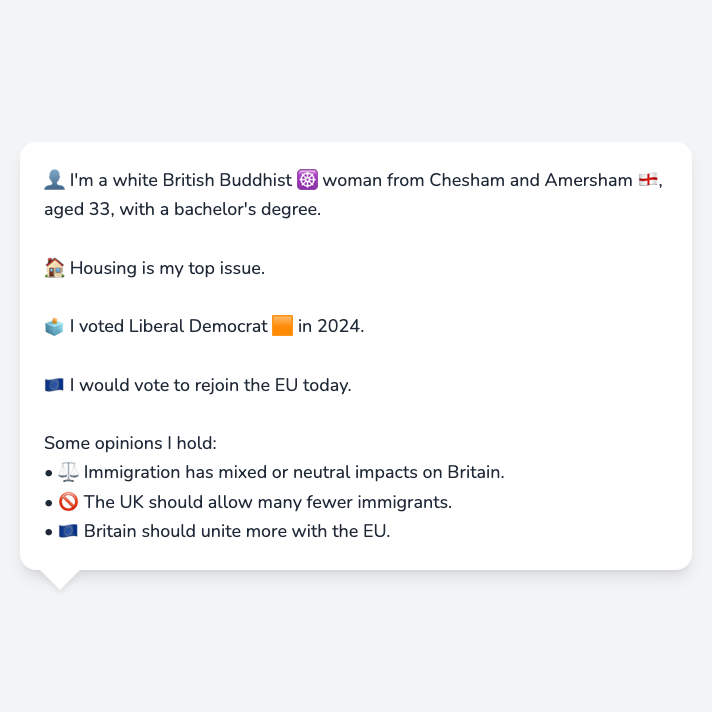 👤 I'm a white British Buddhist ☸️ woman from Chesham and Amersham 🏴󠁧󠁢󠁥󠁮󠁧󠁿,
aged 33, with a bachelor's degree.
🏠 Housing is my top issue.
🗳️ I voted Liberal Democrat 🟧 in 2024.
🇪🇺 I would vote to rejoin the EU today.
Some opinions I hold:
• ⚖️ Immigration has mixed or neutral impacts on Britain.
• 🚫 The UK should allow many fewer immigrants.
• 🇪🇺 Britain should unite more with the EU.